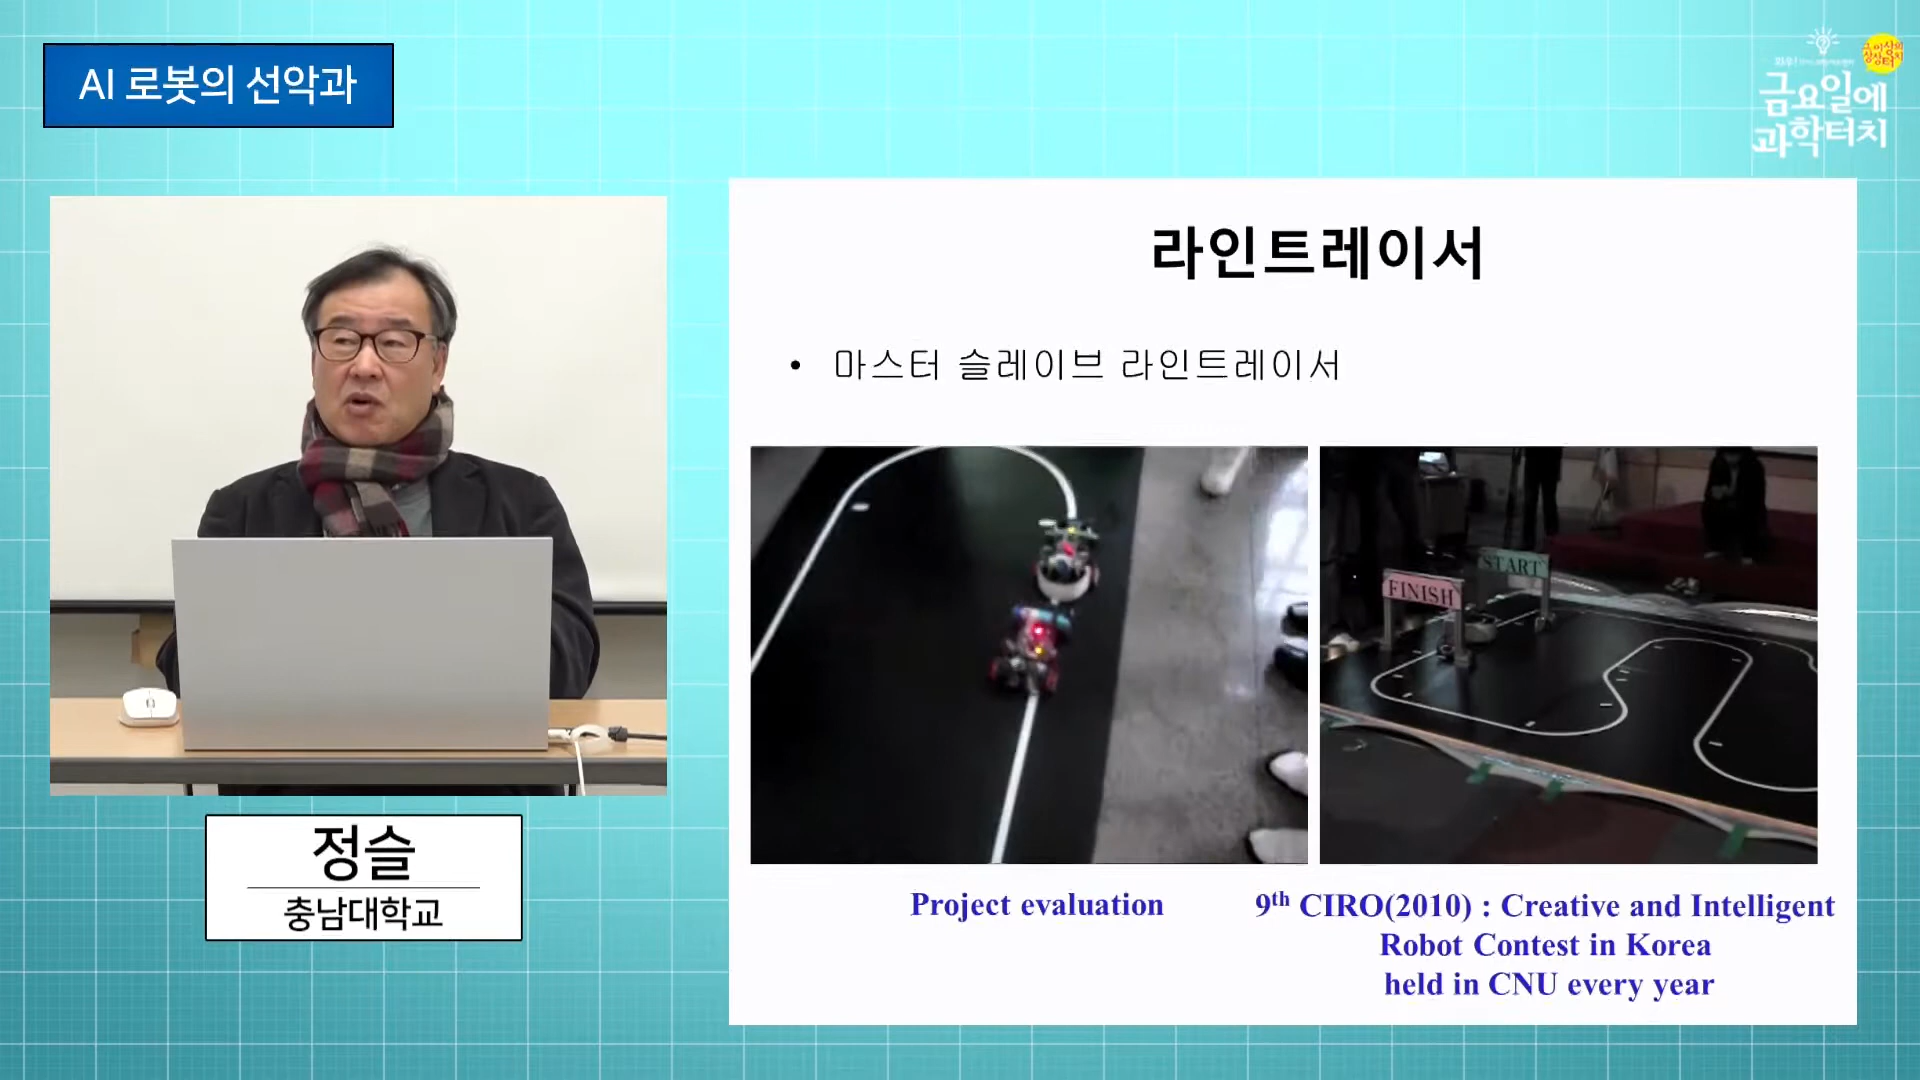 AI 로봇의 선악과
금요일에
과학터치
라인트레이서
• 마스터 슬레이브 라인트레이서
START
FINISH
Project evaluation
9th CIRO(2010) : Creative and Intelligent
Robot Contest in Korea
held in CNU every year
정슬
충남대학교